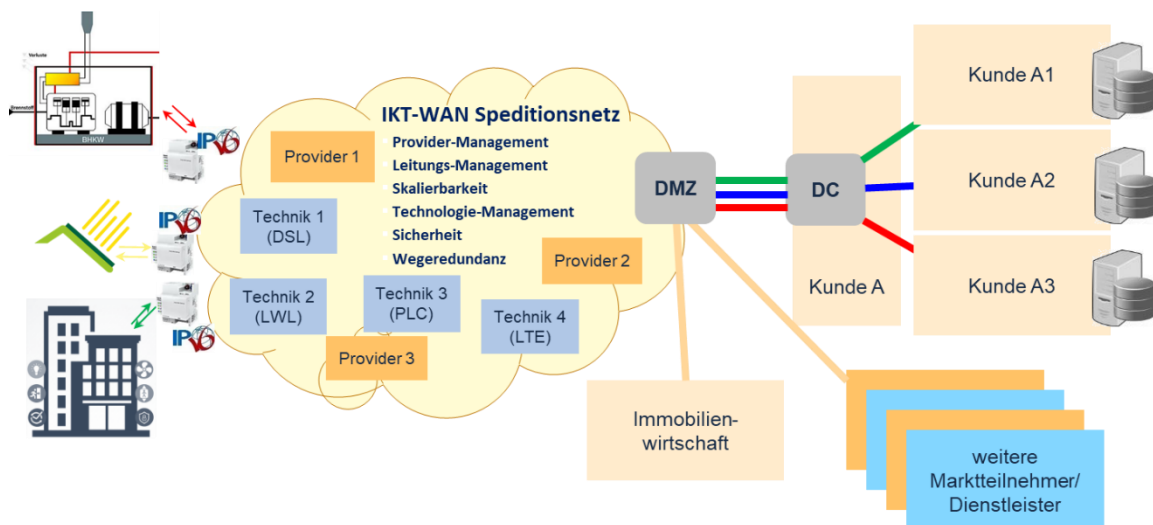 Verluste
Brennstoff
BHKW
IPv6
IPv6
IPv6
IKT-WAN Speditionsnetz
Provider-Management
Leitungs-Management
Skalierbarkeit
Technologie-Management
Sicherheit
Wegeredundanz
Provider 1
Technik 1
(DSL)
Technik 2
(LWL)
Technik 3
(PLC)
Technik 4
(LTE)
Provider 2
Provider 3
DMZ
DC
Kunde A
Kunde A1
Kunde A2
Kunde A3
Immobilien-
wirtschaft
weitere
Marktteilnehmer/
Dienstleister